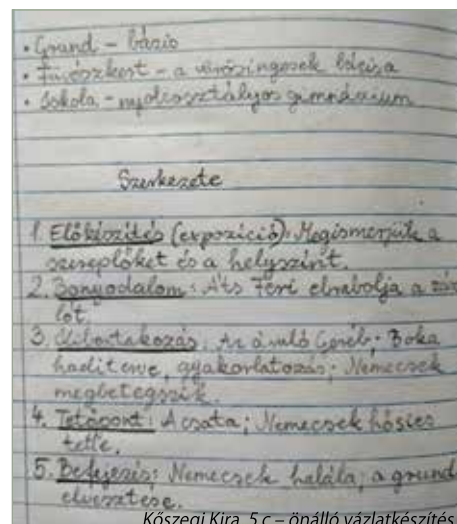 • Grund – bázis
• Füvészkert – a vörösingesek bázisa
• Iskola – nyolcosztályos gimnázium
Szerkezete
1. Előkészítés (expozíció): Megismerjük a
szereplőket és a helyszínt.
2. Bonyodalom: Áts Feri elrabolja a zász
lót.
3. Kibontakozás: Az áruló Geréb; Boka
haditerve, gyakorlatozás; Nemecsek
megbetegszik.
4. Tetőpont: A csata; Nemecsek hősies
tette.
5. Befejezés: Nemecsek halála; a grund
elvesztése.
Kőszegi Kira, 5.c – önálló vázlatkészítés